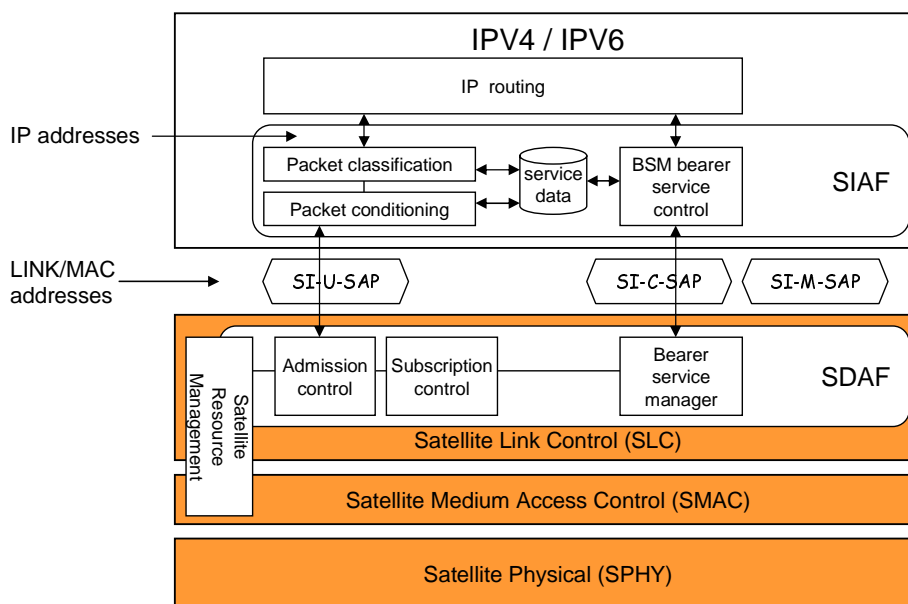 IPV4 / IPV6
IP routing
IP addresses
Packet classification
Packet conditioning
service
data
BSM bearer
service
control
SIAF
LINK/MAC
addresses
SI-U-SAP
SI-C-SAP
SI-M-SAP
Satellite
Resource
Management
Admission
control
Subscription
control
Bearer
service
manager
SDAF
Satellite Link Control (SLC)
Satellite Medium Access Control (SMAC)
Satellite Physical (SPHY)